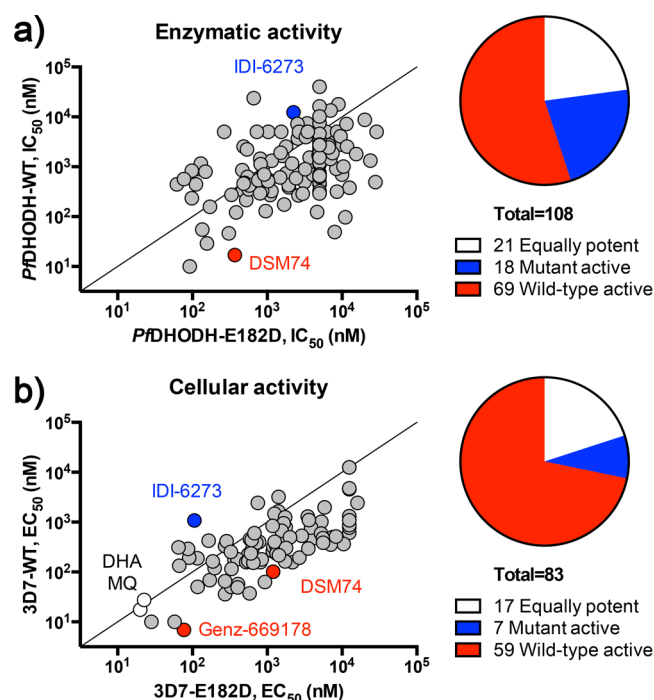 a)
Enzymatic activity
PfDHODH-WT, IC50 (nM)
10^5
10^4
10^3
10^2
10^1
IDI-6273
DSM74
10^1 10^2 10^3 10^4 10^5
PfDHODH-E182D, IC50 (nM)
Total=108
21 Equally potent
18 Mutant active
69 Wild-type active
b)
Cellular activity
3D7-WT, EC50 (nM)
10^5
10^4
10^3
10^2
10^1
IDI-6273
DHA
MQ
DSM74
Genz-669178
10^1 10^2 10^3 10^4 10^5
3D7-E182D, EC50 (nM)
Total=83
17 Equally potent
7 Mutant active
59 Wild-type active